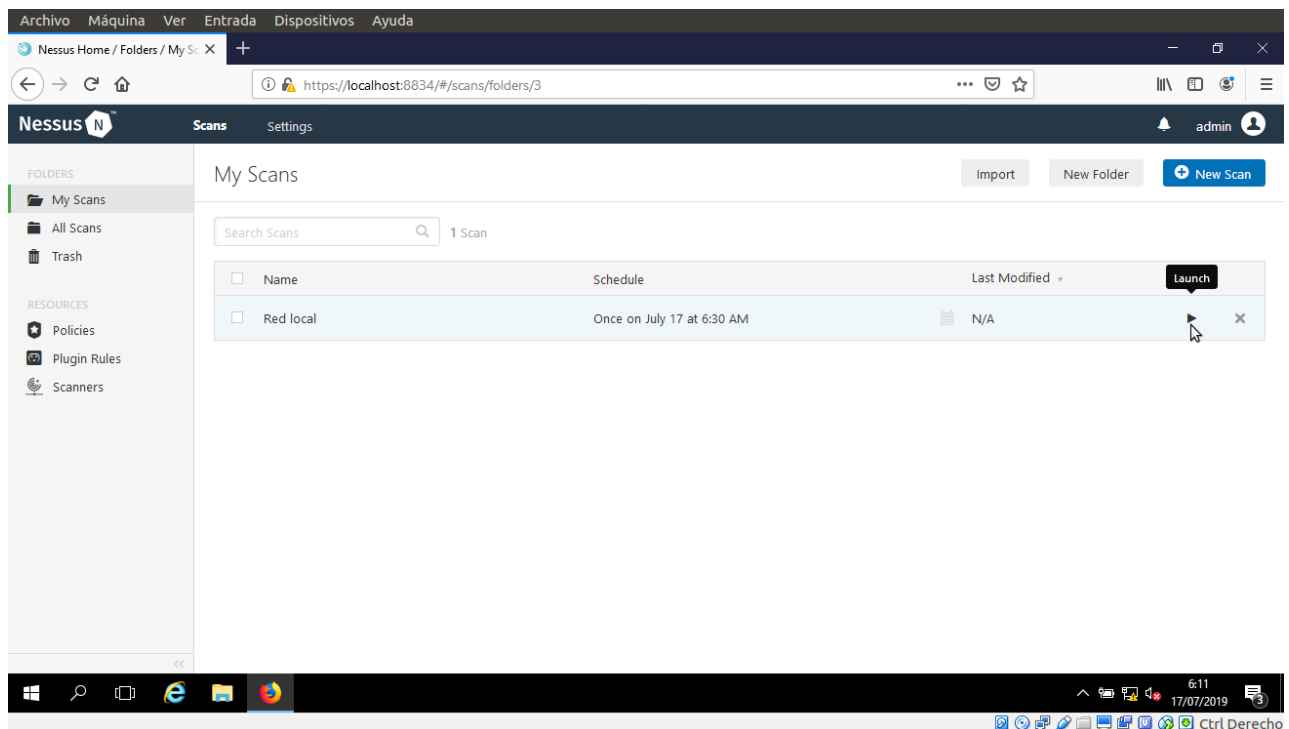 Archivo Máquina Ver Entrada Dispositivos Ayuda
Nessus Home / Folders / My Sc
https://localhost:8834/#/scans/folders/3
Nessus N ™ Scans Settings admin
FOLDERS
My Scans
All Scans
Trash
RESOURCES
Policies
Plugin Rules
Scanners
My Scans Import New Folder New Scan
Search Scans 1 Scan
Name Schedule Last Modified Launch
Red local Once on July 17 at 6:30 AM N/A
6:11
17/07/2019
3
Ctrl Derecho